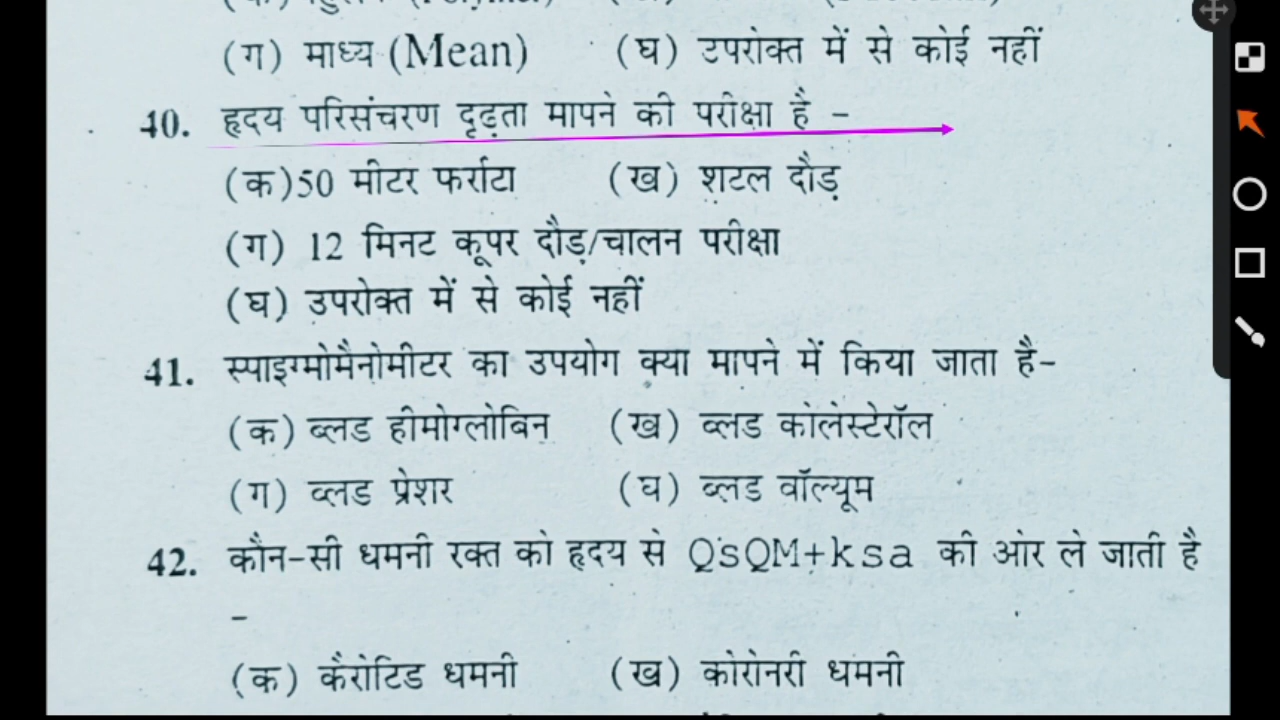 (ग) माध्य (Mean) (घ) उपरोक्त में से कोई नहीं
40. हृदय परिसंचरण दृढ़ता मापने की परीक्षा है -
(क)50 मीटर फर्राटा (ख) शटल दौड़
(ग) 12 मिनट कूपर दौड़/चालन परीक्षा
(घ) उपरोक्त में से कोई नहीं
41. स्पाइग्मोमैनोमीटर का उपयोग क्या मापने में किया जाता है-
(क) ब्लड हीमोग्लोबिन (ख) ब्लड कोलेस्टेरॉल
(ग) ब्लड प्रेशर (घ) ब्लड वॉल्यूम
42. कौन-सी धमनी रक्त को हृदय से QsQM+ksa की ओर ले जाती है
-
(क) कैरोटिड धमनी (ख) कोरोनरी धमनी